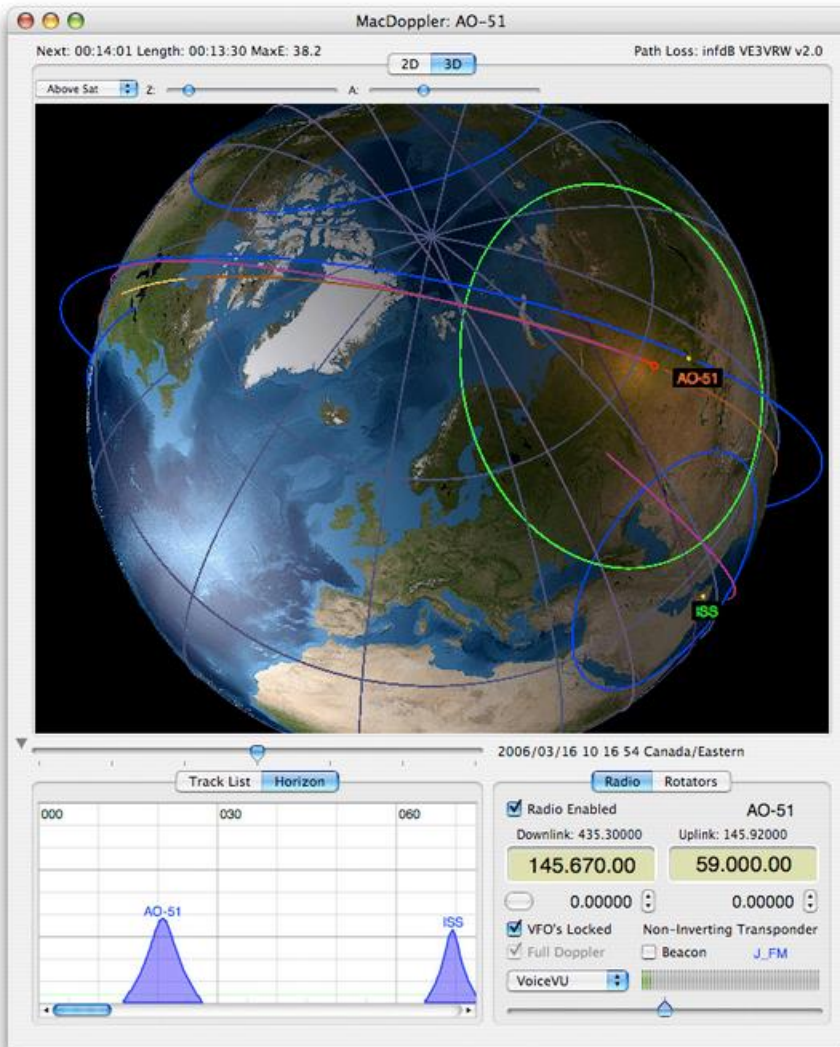 MacDoppler: AO-51
Next: 00:14:01 Length: 00:13:30 MaxE: 38.2
Path Loss: infdB VE3VRW v2.0
2D 3D
Above Sat Z: A:
AO-51
ISS
2006/03/16 10 16 54 Canada/Eastern
Track List Horizon
Radio Rotators
000 030 060
AO-51
ISS
Radio Enabled AO-51
Downlink: 435.30000 Uplink: 145.92000
145.670.00 59.000.00
0.00000 0.00000
VFO's Locked Non-Inverting Transponder
Full Doppler Beacon J_FM
VoiceVU